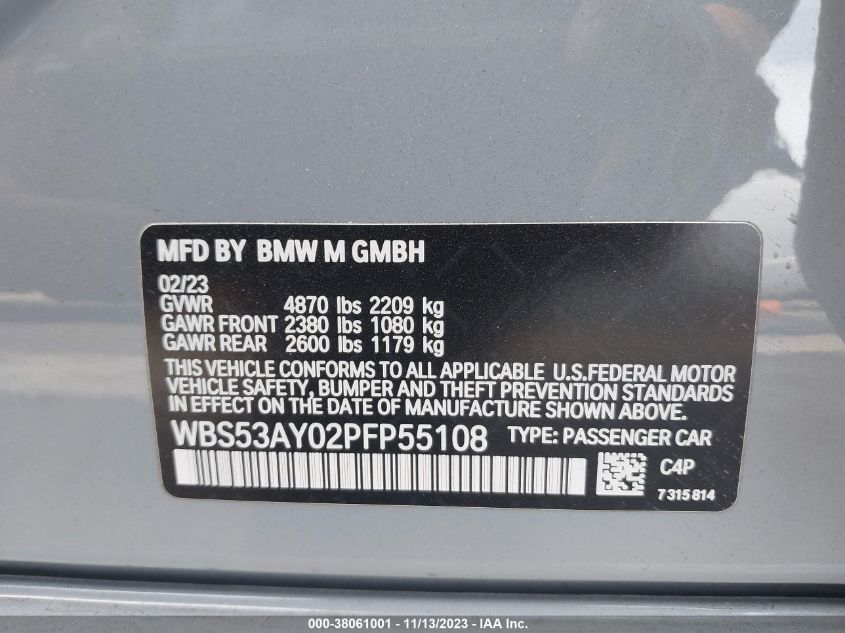 MFD BY BMW M GMBH
02/23
GVWR 4870 lbs 2209 kg
GAWR FRONT 2380 lbs 1080 kg
GAWR REAR 2600 lbs 1179 kg
THIS VEHICLE CONFORMS TO ALL APPLICABLE U.S.FEDERAL MOTOR
VEHICLE SAFETY, BUMPER AND THEFT PREVENTION STANDARDS
IN EFFECT ON THE DATE OF MANUFACTURE SHOWN ABOVE.
WBS53AY02PFP55108 TYPE: PASSENGER CAR
C4P
7315814
000-38061001 - 11/13/2023 - IAA Inc.